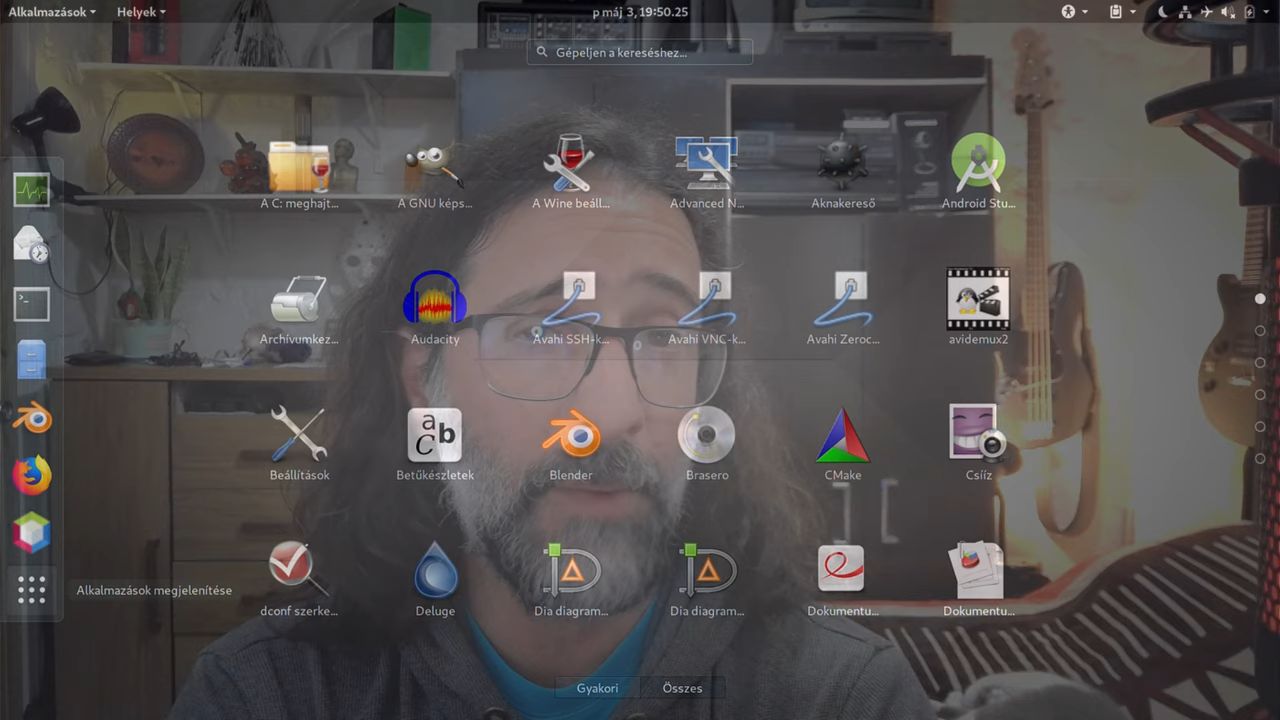 Alkalmazások Helyek p máj 3, 19:50.25
Gépeljen a kereséshez...
A C: meghajt... A GNU képs... A Wine beáll... Advanced N... Aknakereső Android Stu...
Archívumkez... Audacity Avahi SSH-k... Avahi VNC-k... Avahi Zeroc... avidemux2
Beállítások Betűkészletek Blender Brasero CMake Csííz
a
b
C
Alkalmazások megjelenítése
dconf szerke... Deluge Dia diagram... Dia diagram... Dokumentu... Dokumentu...
Gyakori Összes